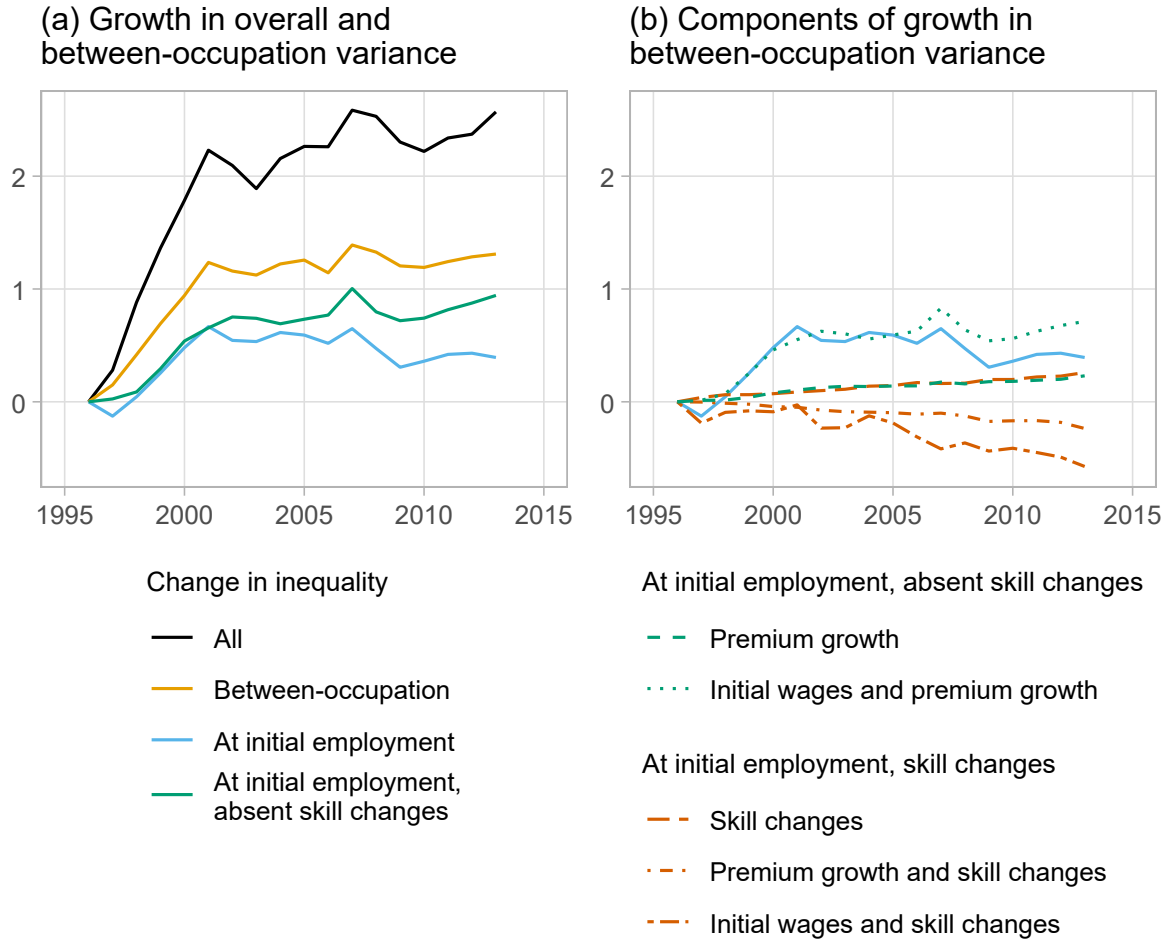 (a) Growth in overall and
between-occupation variance
2
1
0
1995
2000
2005
2010
2015
Change in inequality
All
Between-occupation
At initial employment
At initial employment,
absent skill changes
(b) Components of growth in
between-occupation variance
2
1
0
1995
2000
2005
2010
2015
At initial employment, absent skill changes
Premium growth
Initial wages and premium growth
At initial employment, skill changes
Skill changes
Premium growth and skill changes
Initial wages and skill changes